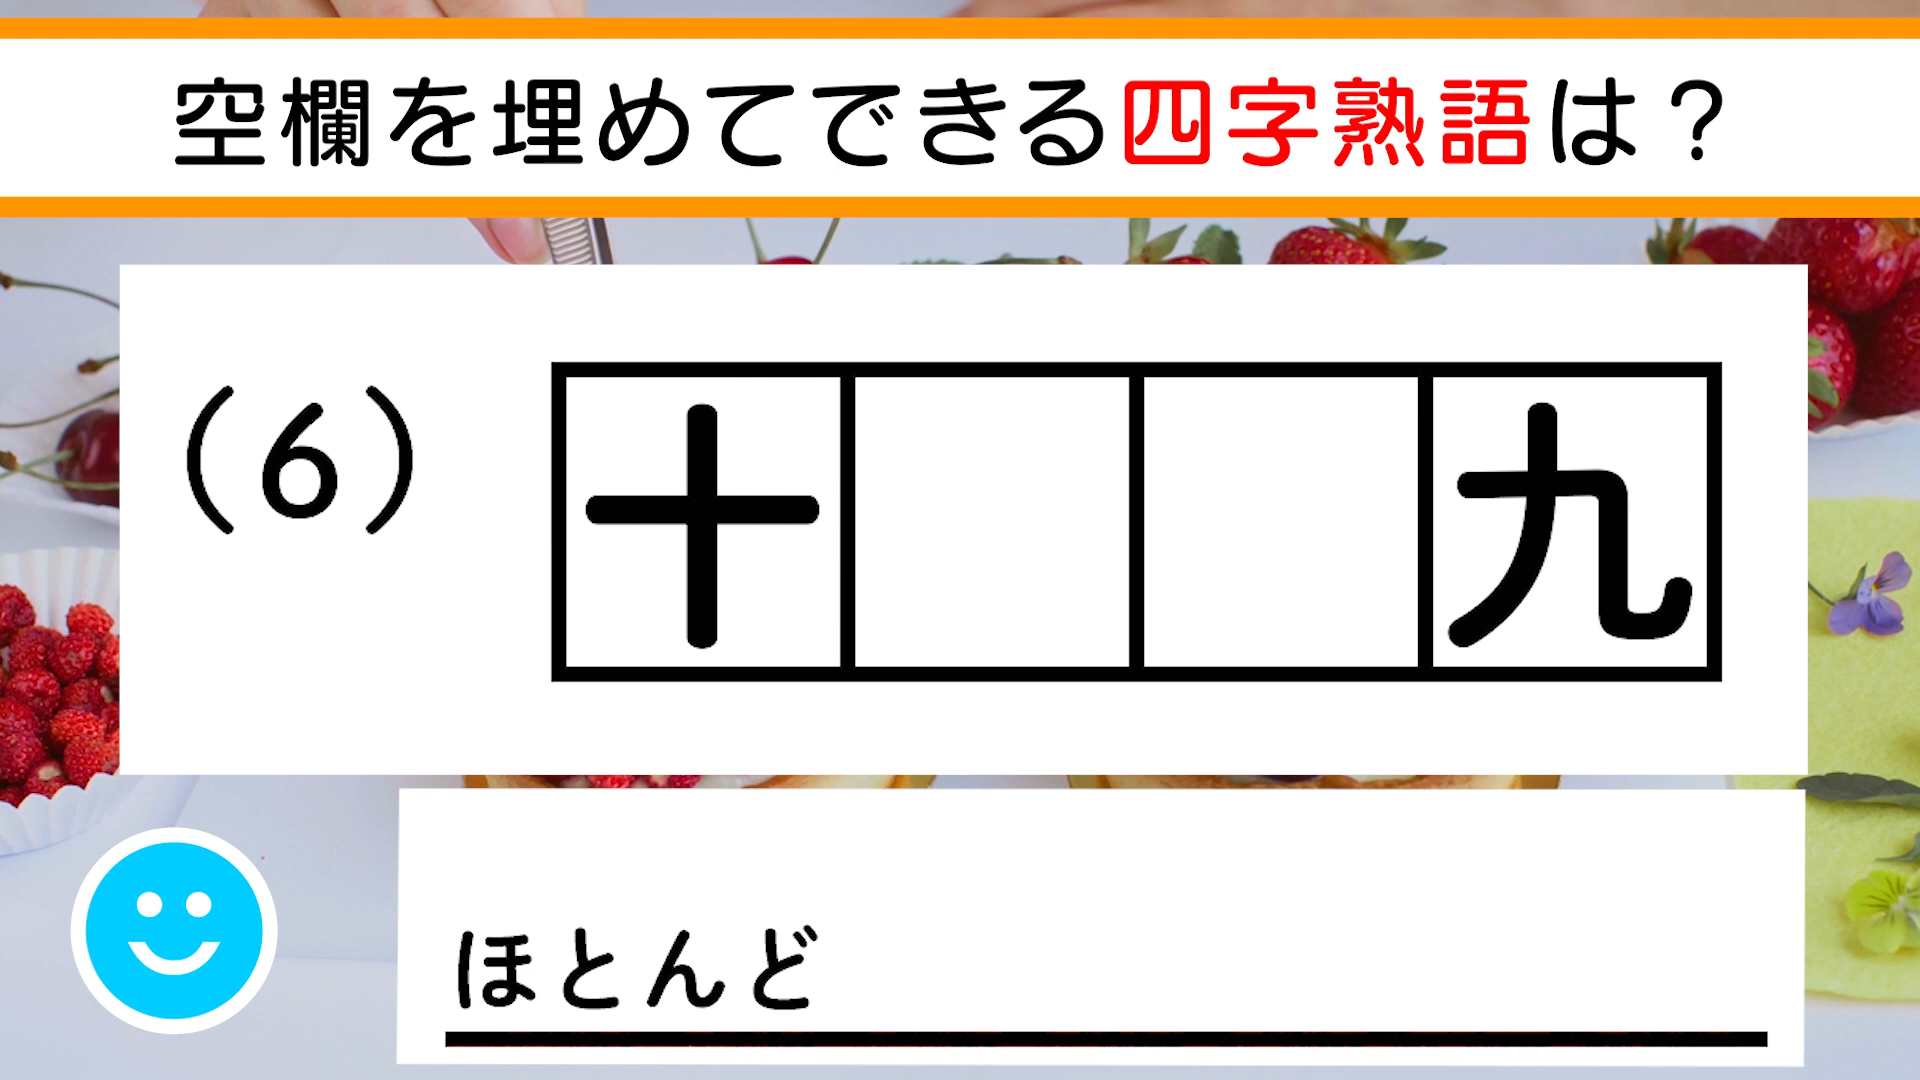 空欄を埋めてできる四字熟語は？
（６） 十 九
ほとんど